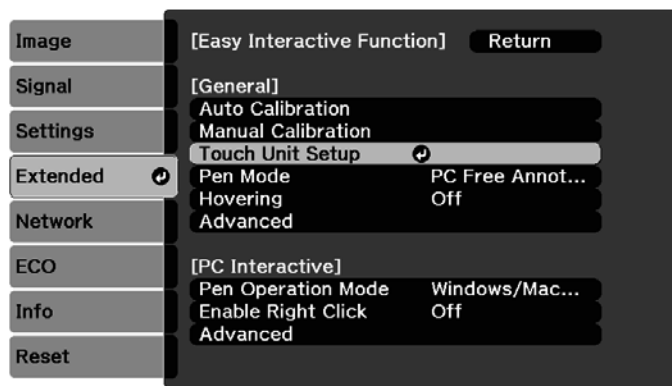 Image
Signal
Settings
Extended
Network
ECO
Info
Reset
[Easy Interactive Function] Return
[General]
Auto Calibration
Manual Calibration
Touch Unit Setup
Pen Mode PC Free Annot...
Hovering Off
Advanced
[PC Interactive]
Pen Operation Mode Windows/Mac...
Enable Right Click Off
Advanced